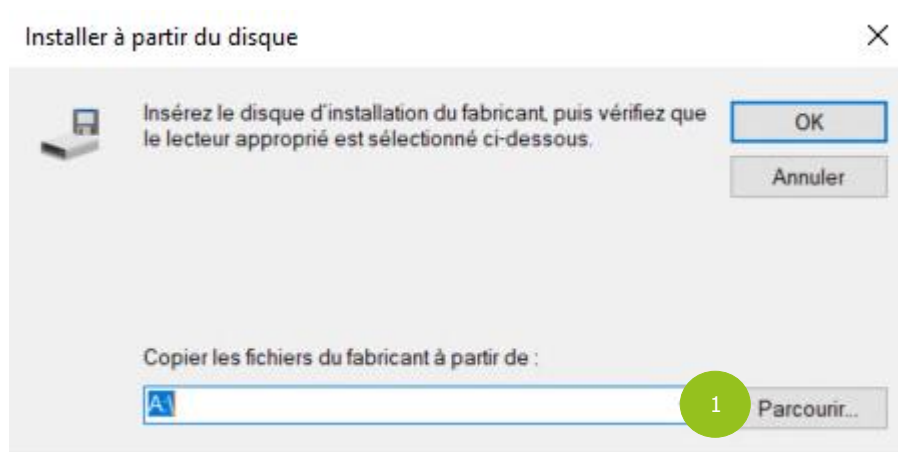 Installer à partir du disque
Insérez le disque d'installation du fabricant, puis vérifiez que
le lecteur approprié est sélectionné ci-dessous.
OK
Annuler
Copier les fichiers du fabricant à partir de :
A:\
1
Parcourir...